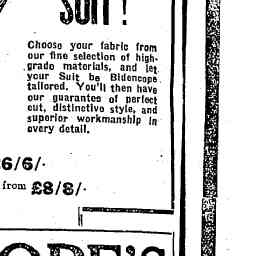 SUIT!
Choose your fabric from
our fine selection of high-
grade materials, and let
your Suit be Bidencope
tailored. You'll then have
our guarantee of perfect
cut, distinctive style, and
superior workmanship in
every detail.
£6/6/-
from £8/8/-
OPE'S